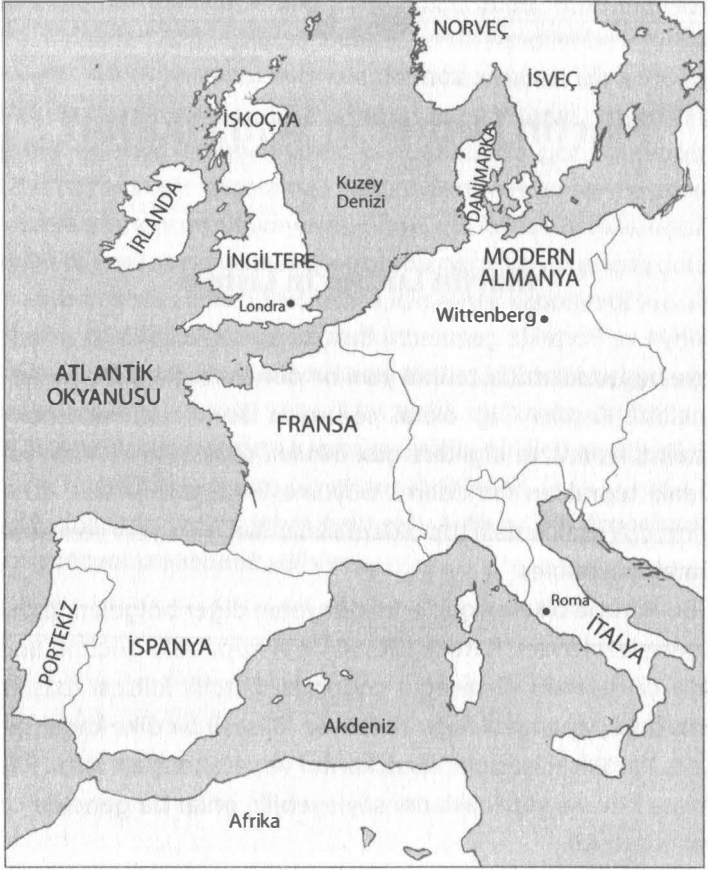 NORVEÇ
İSVEÇ
İSKOÇYA
DANİMARKA
Kuzey
Denizi
İRLANDA
İNGİLTERE
MODERN
ALMANYA
Londra
Wittenberg
ATLANTİK
OKYANUSU
FRANSA
Roma
İTALYA
PORTEKİZ
İSPANYA
Akdeniz
Afrika